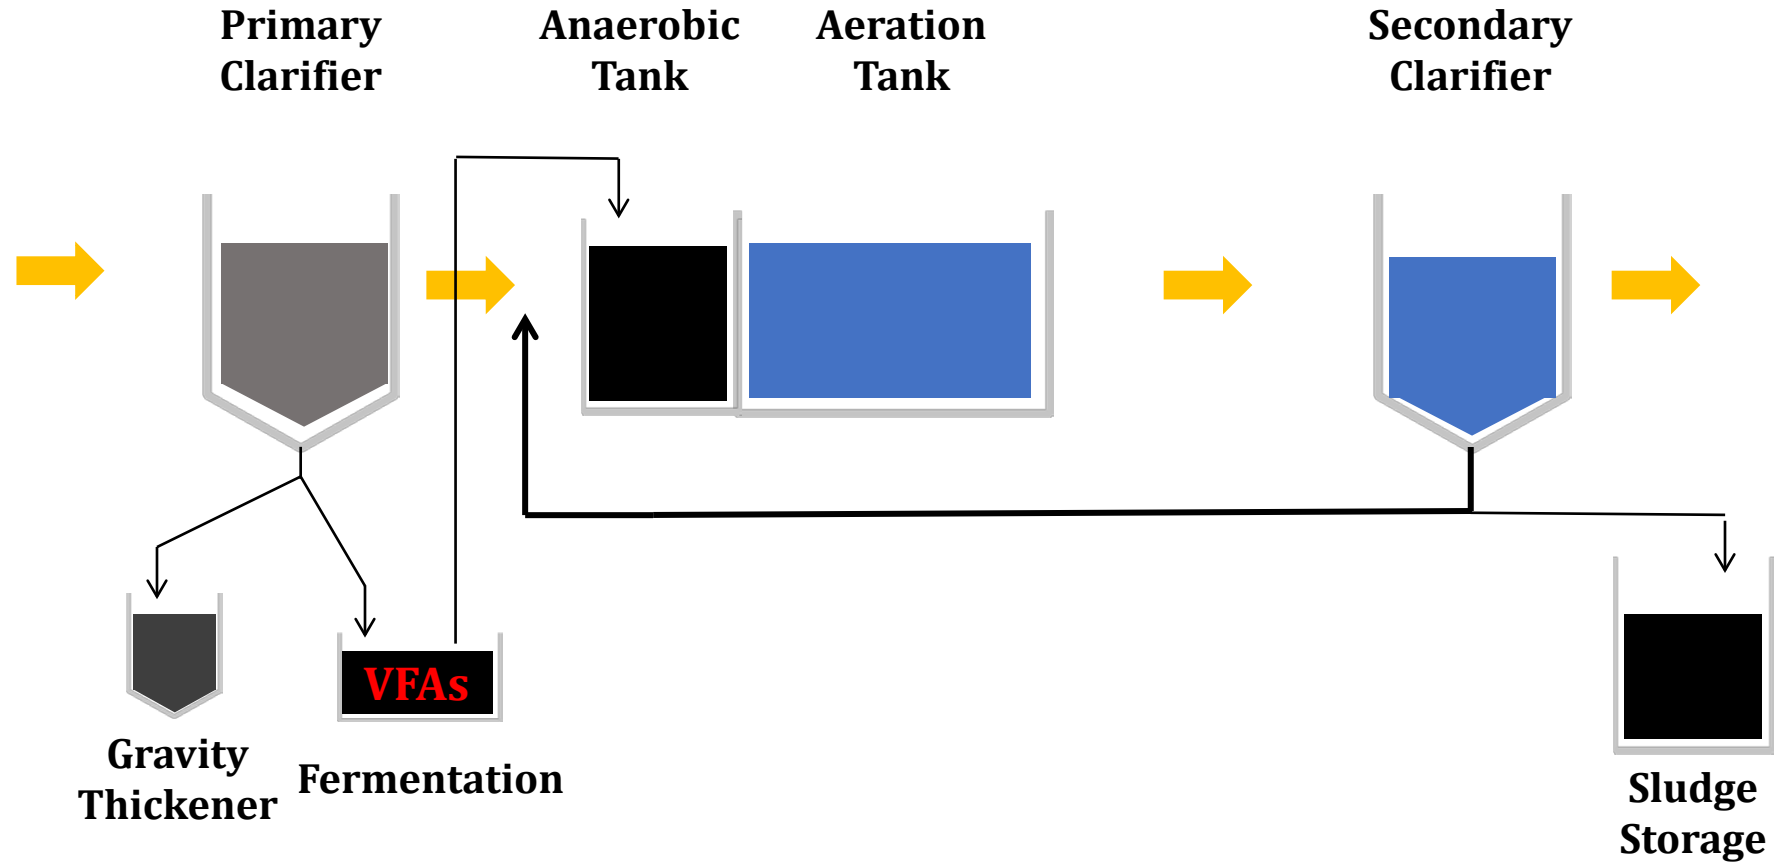 Primary
Clarifier
Anaerobic
Tank
Aeration
Tank
Secondary
Clarifier
VFAs
Gravity
Thickener
Fermentation
Sludge
Storage